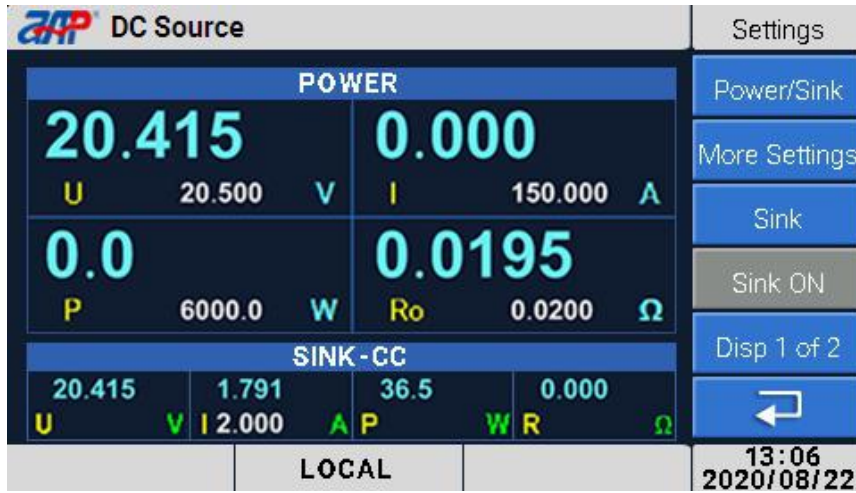 AAP DC Source
Settings
POWER
20.415
U 20.500 V
0.000
I 150.000 A
0.0
P 6000.0 W
0.0195
Ro 0.0200 Ω
SINK-CC
20.415 1.791 36.5 0.000
U V I 2.000 A P W R Ω
LOCAL
Power/Sink
More Settings
Sink
Sink ON
Disp 1 of 2
13:06
2020/08/22